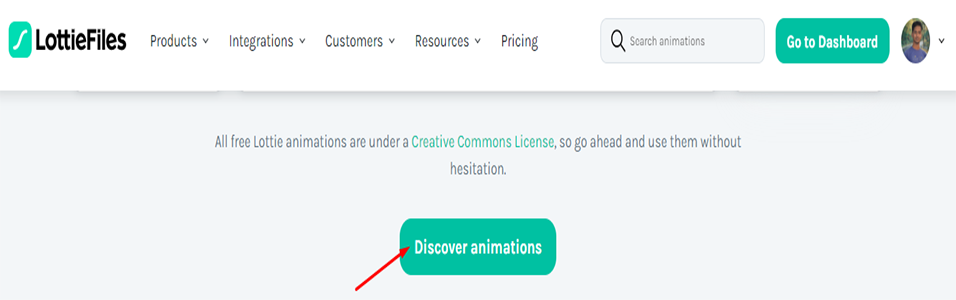 LottieFiles Products Integrations Customers Resources Pricing Search animations Go to Dashboard
All free Lottie animations are under a Creative Commons License, so go ahead and use them without
hesitation.
Discover animations